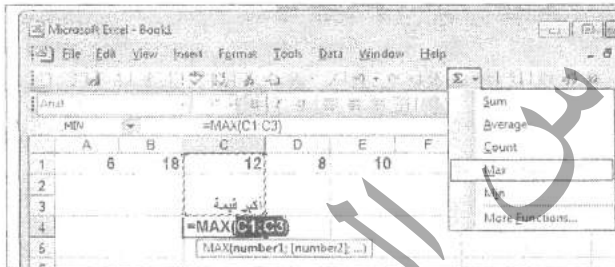 Microsoft Excel - Book1
File Edit View Insert Format Tools Data Window Help
Σ
Arial
Sum
MIN =MAX(C1:C3)
Average
A B C D E F
Count
1 6 18 12 8 10
Max
2
Min
3 أكبر قيمة
More Functions...
4 =MAX(C1:C3)
5 MAX(number1; [number2]; ...)